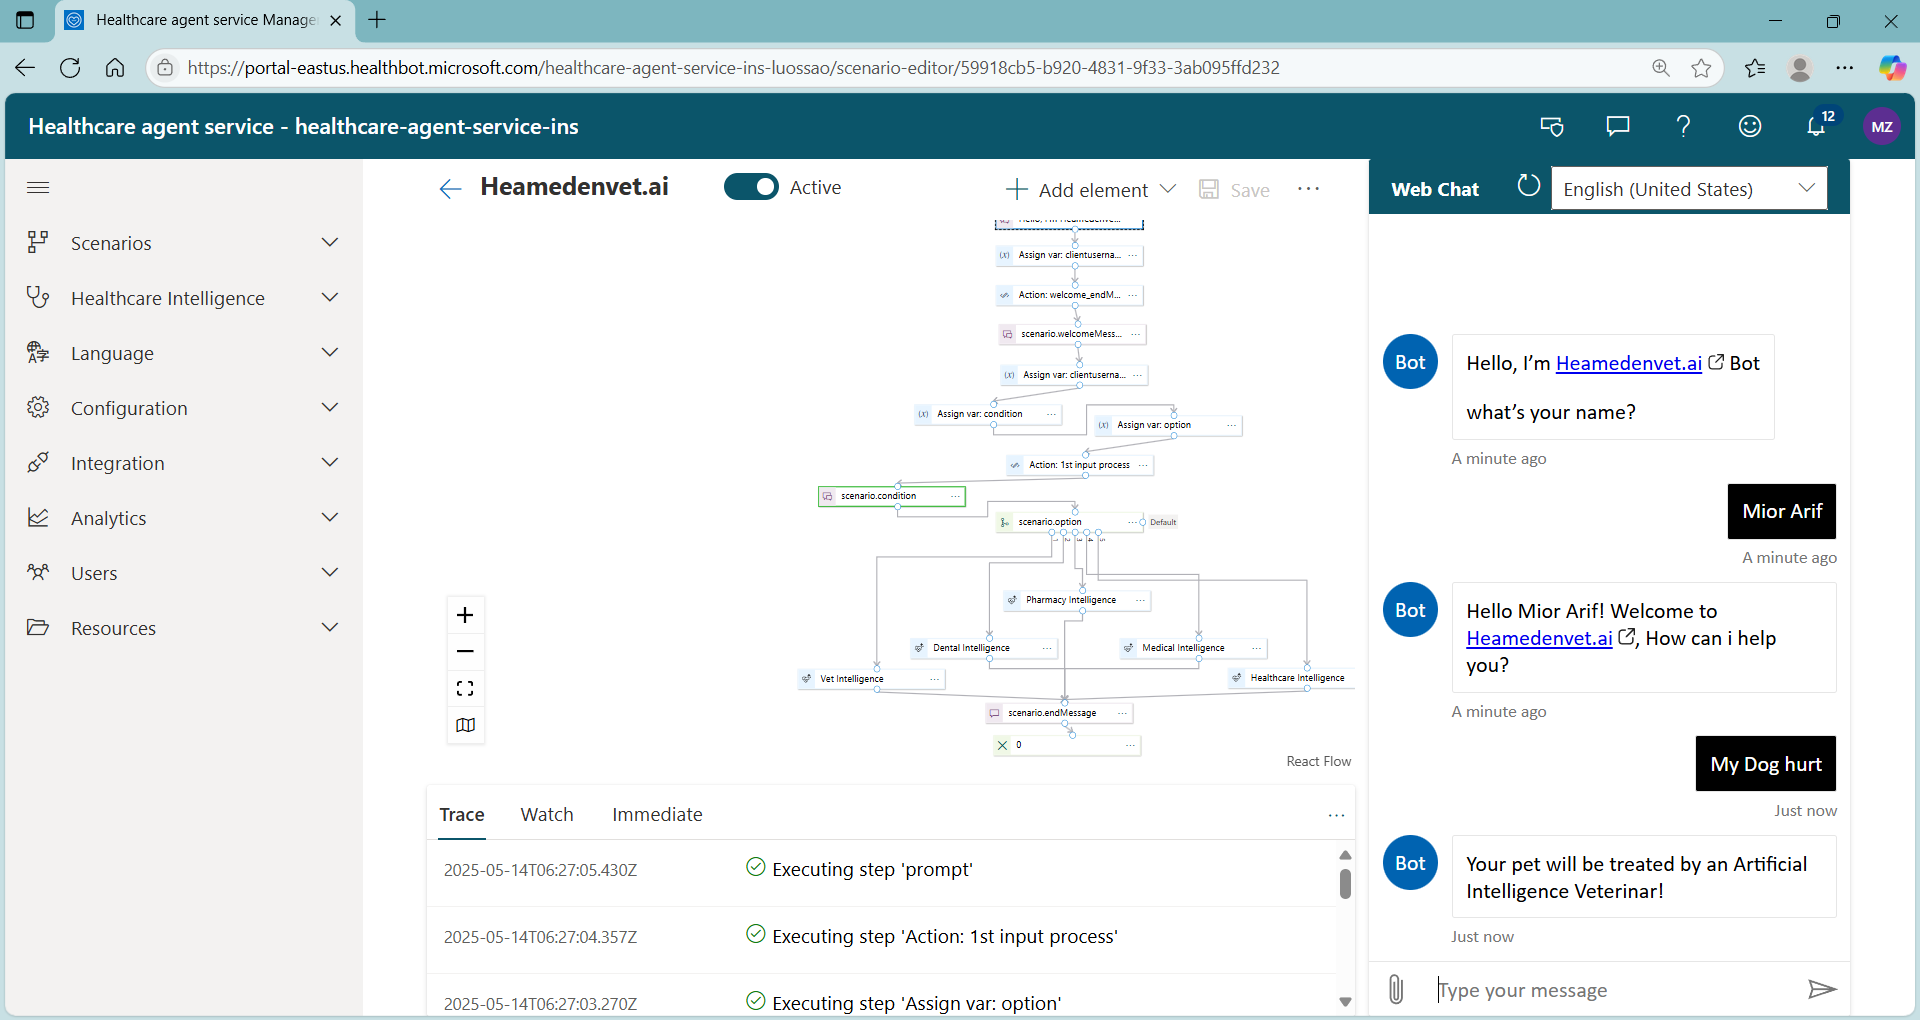 Healthcare agent service Manage
https://portal-eastus.healthbot.microsoft.com/healthcare-agent-service-ins-luossao/scenario-editor/59918cb5-b920-4831-9f33-3ab095ffd232
Healthcare agent service - healthcare-agent-service-ins
12
MZ
Scenarios
Healthcare Intelligence
Language
Configuration
Integration
Analytics
Users
Resources
Heamedenvet.ai
Active
Add element
Save
...
Assign var: clientuserna...
Action: welcome_endM...
scenario.welcomeMess...
Assign var: clientuserna...
Assign var: condition
Assign var: option
Action: 1st input process
scenario.condition
scenario.option
Default
1 2 3 4 5
Pharmacy Intelligence
Dental Intelligence
Medical Intelligence
Vet Intelligence
Healthcare Intelligence
scenario.endMessage
0
React Flow
Trace
Watch
Immediate
2025-05-14T06:27:05.430Z Executing step 'prompt'
2025-05-14T06:27:04.357Z Executing step 'Action: 1st input process'
2025-05-14T06:27:03.270Z Executing step 'Assign var: option'
Web Chat
English (United States)
Bot
Hello, I’m Heamedenvet.ai Bot
what’s your name?
A minute ago
Mior Arif
A minute ago
Bot
Hello Mior Arif! Welcome to
Heamedenvet.ai, How can i help
you?
A minute ago
My Dog hurt
Just now
Bot
Your pet will be treated by an Artificial
Intelligence Veterinar!
Just now
Type your message